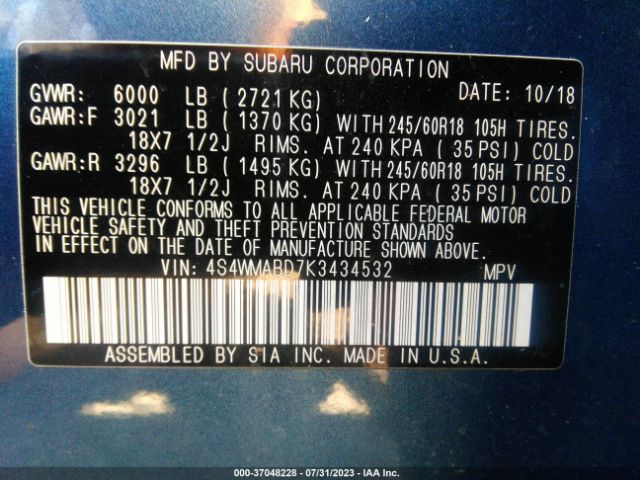 MFD BY SUBARU CORPORATION
GVWR: 6000 LB (2721 KG) DATE: 10/18
GAWR:F 3021 LB (1370 KG) WITH 245/60R18 105H TIRES.
18X7 1/2J RIMS. AT 240 KPA (35 PSI) COLD
GAWR:R 3296 LB (1495 KG) WITH 245/60R18 105H TIRES.
18X7 1/2J RIMS. AT 240 KPA (35 PSI) COLD
THIS VEHICLE CONFORMS TO ALL APPLICABLE FEDERAL MOTOR
VEHICLE SAFETY AND THEFT PREVENTION STANDARDS
IN EFFECT ON THE DATE OF MANUFACTURE SHOWN ABOVE.
VIN: 4S4WMABD7K3434532 MPV
ASSEMBLED BY SIA INC. MADE IN U.S.A.
000-37048228 - 07/31/2023 - IAA Inc.